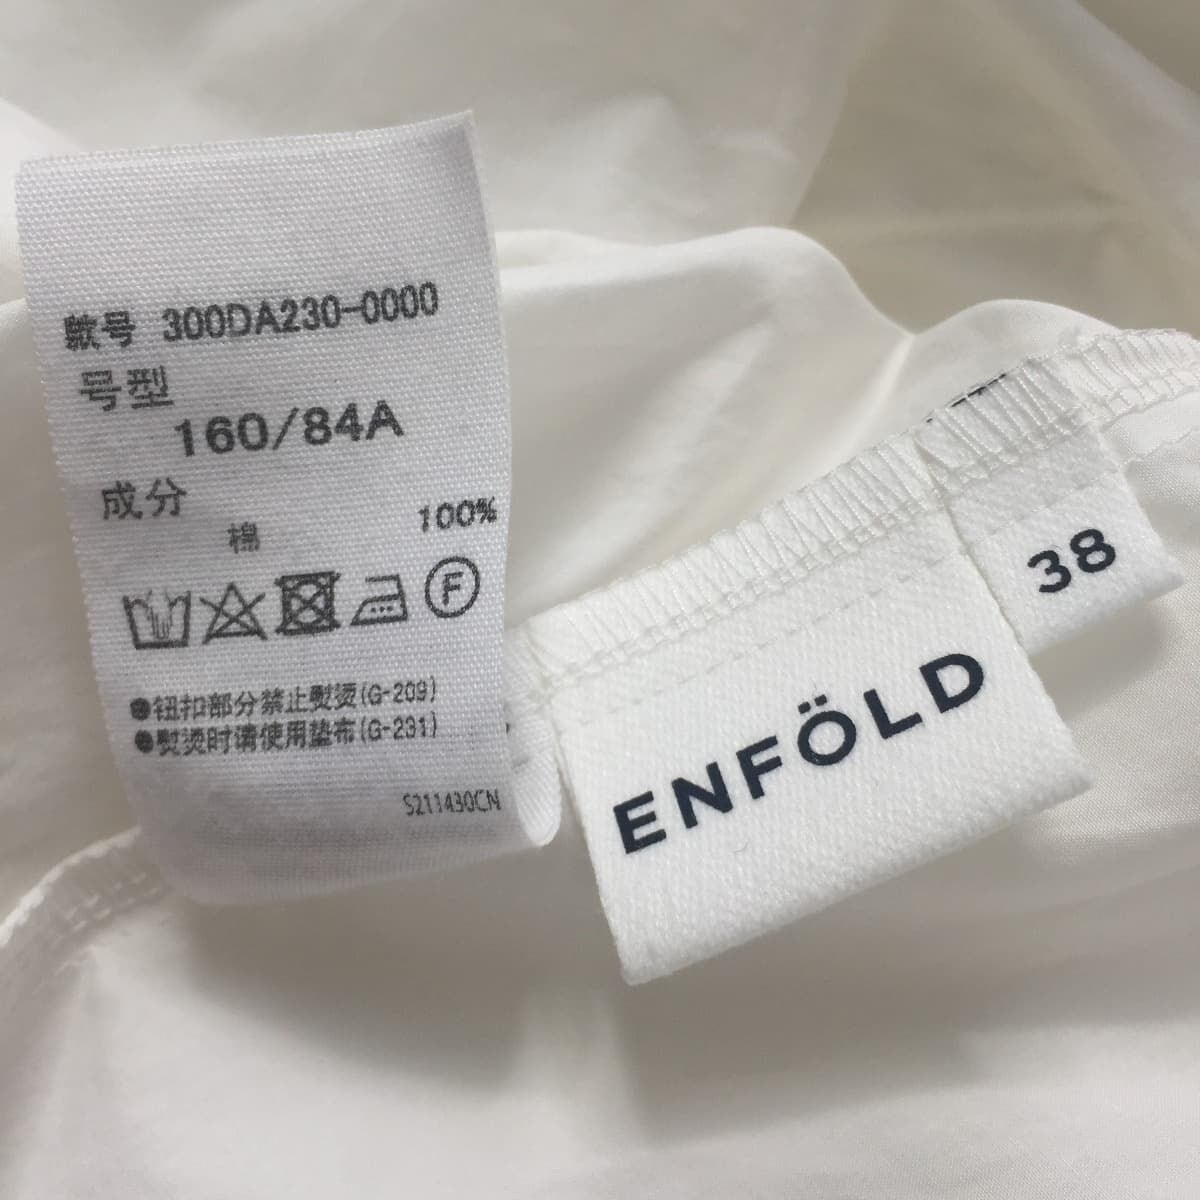 款号 300DA230-0000
号型
160/84A
成分
棉 100%
F
●钮扣部分禁止熨烫(G-209)
●熨烫时请使用垫布(G-231)
S211430CN
ENFÖLD
38